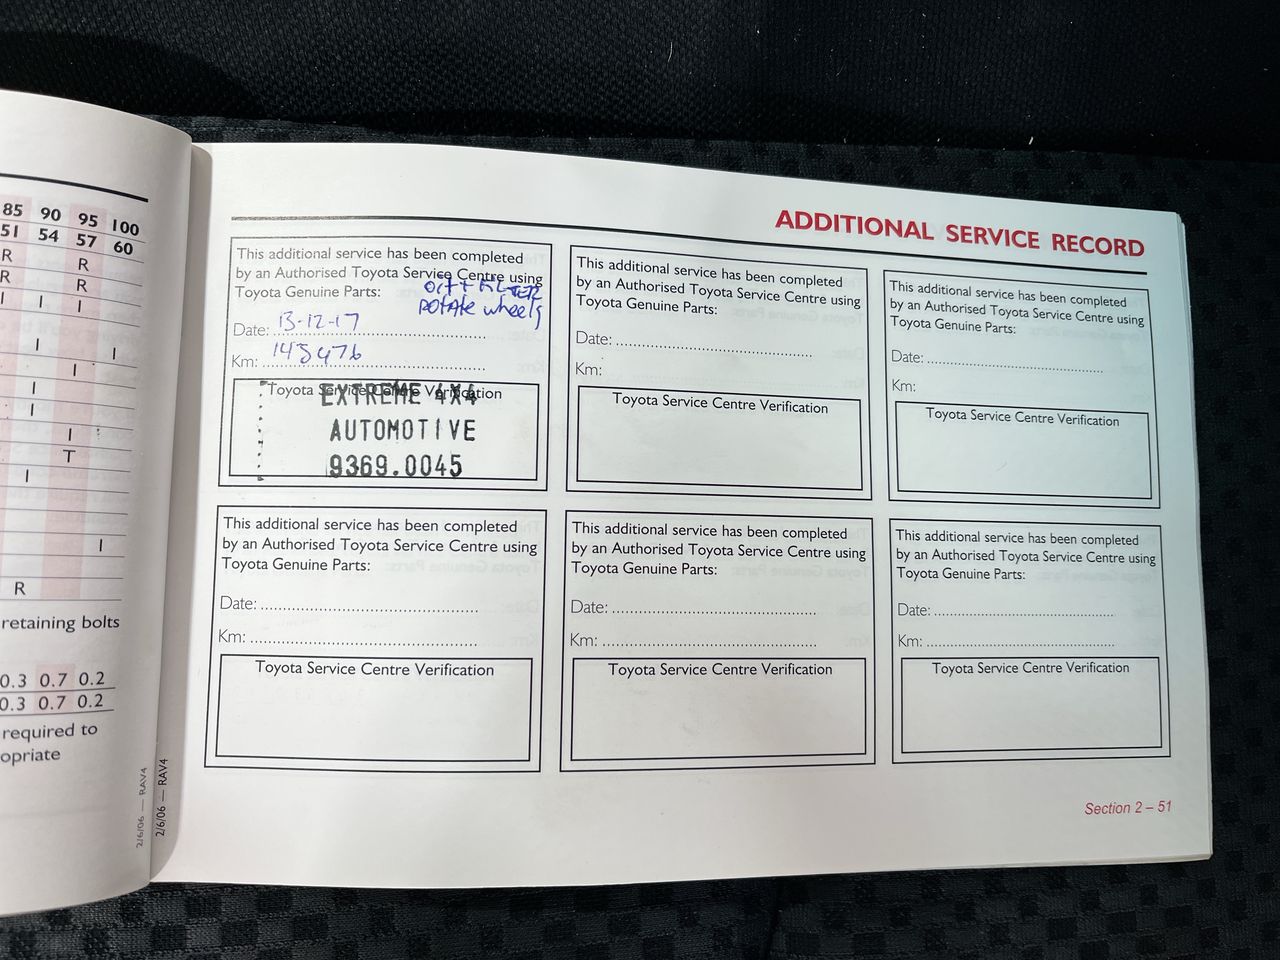 85 90 95 100
51 54 57 60
R R
R R
I I I
I I
I
I
I
I
T
I
I
R
retaining bolts
0.3 0.7 0.2
0.3 0.7 0.2
required to
opriate
2/6/06 — RAV4
2/6/06 — RAV4
ADDITIONAL SERVICE RECORD
This additional service has been completed
by an Authorised Toyota Service Centre using
Toyota Genuine Parts:
OIL + FILTER
ROTATE wheels
Date: 13-12-17
Km: 145476
Toyota Service Centre Verification
EXTREME 4X4
AUTOMOTIVE
9369.0045
This additional service has been completed
by an Authorised Toyota Service Centre using
Toyota Genuine Parts:
Date:
Km:
Toyota Service Centre Verification
This additional service has been completed
by an Authorised Toyota Service Centre using
Toyota Genuine Parts:
Date:
Km:
Toyota Service Centre Verification
This additional service has been completed
by an Authorised Toyota Service Centre using
Toyota Genuine Parts:
Date:
Km:
Toyota Service Centre Verification
This additional service has been completed
by an Authorised Toyota Service Centre using
Toyota Genuine Parts:
Date:
Km:
Toyota Service Centre Verification
This additional service has been completed
by an Authorised Toyota Service Centre using
Toyota Genuine Parts:
Date:
Km:
Toyota Service Centre Verification
Section 2 – 51